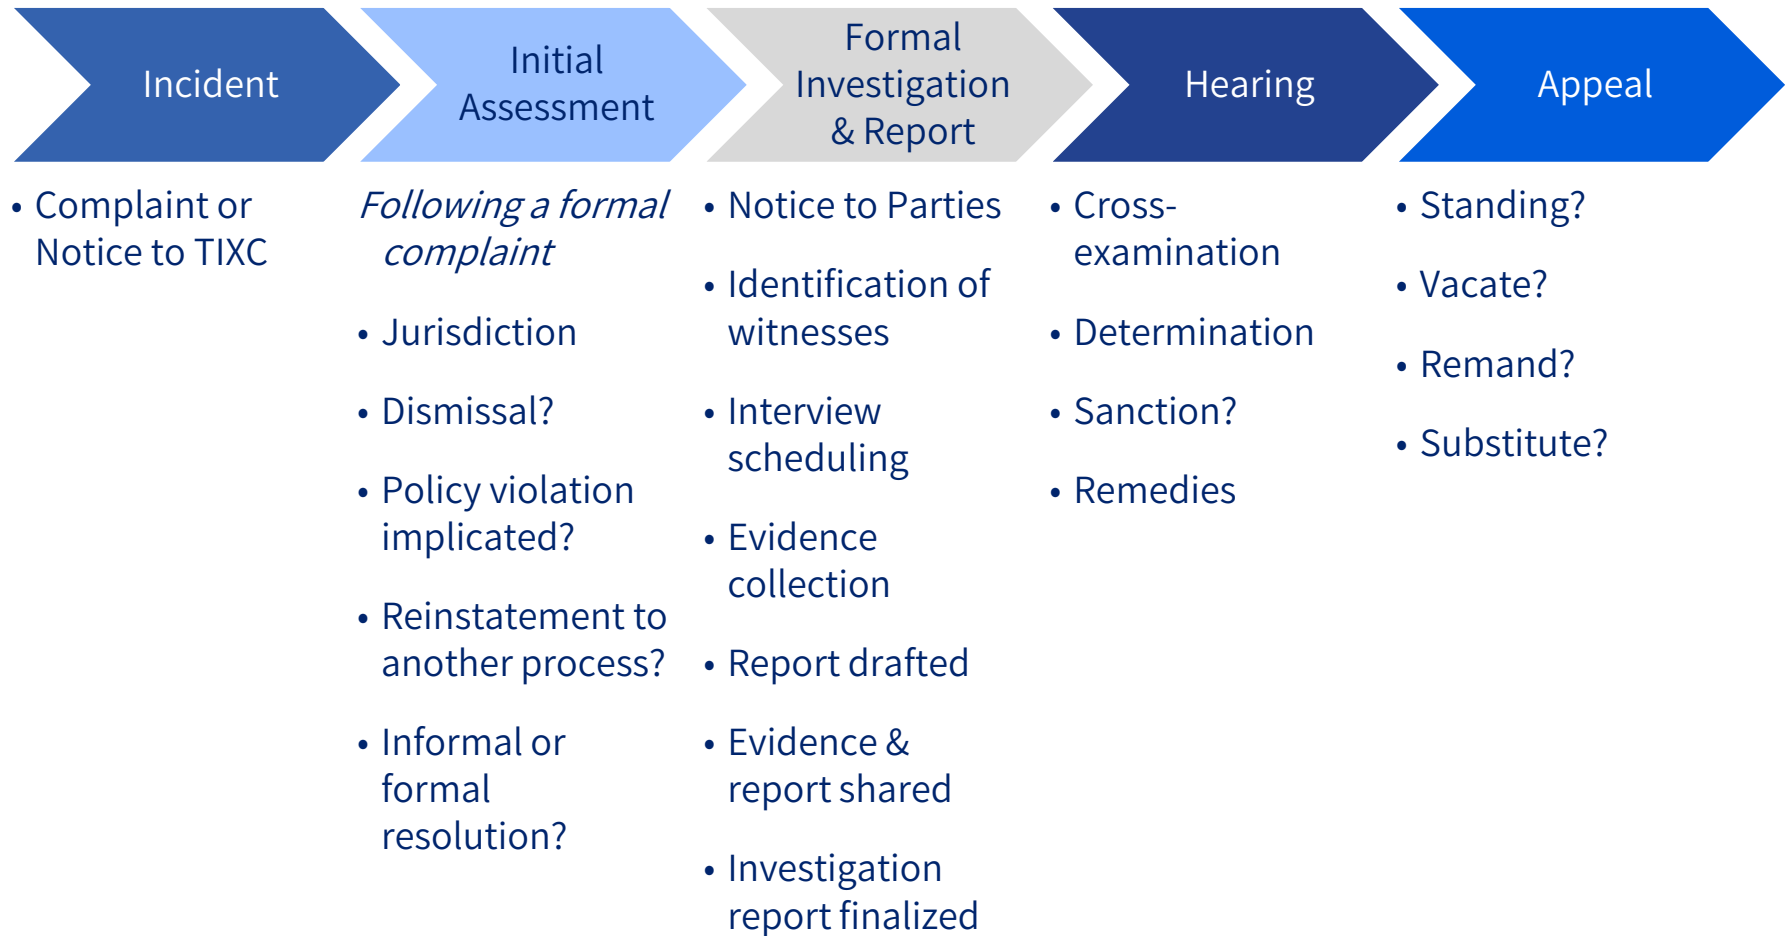 Incident
Initial
Assessment
Formal
Investigation
& Report
Hearing
Appeal
• Complaint or
Notice to TIXC
Following a formal
complaint
• Jurisdiction
• Dismissal?
• Policy violation
implicated?
• Reinstatement to
another process?
• Informal or
formal
resolution?
• Notice to Parties
• Identification of
witnesses
• Interview
scheduling
• Evidence
collection
• Report drafted
• Evidence &
report shared
• Investigation
report finalized
• Cross-
examination
• Determination
• Sanction?
• Remedies
• Standing?
• Vacate?
• Remand?
• Substitute?